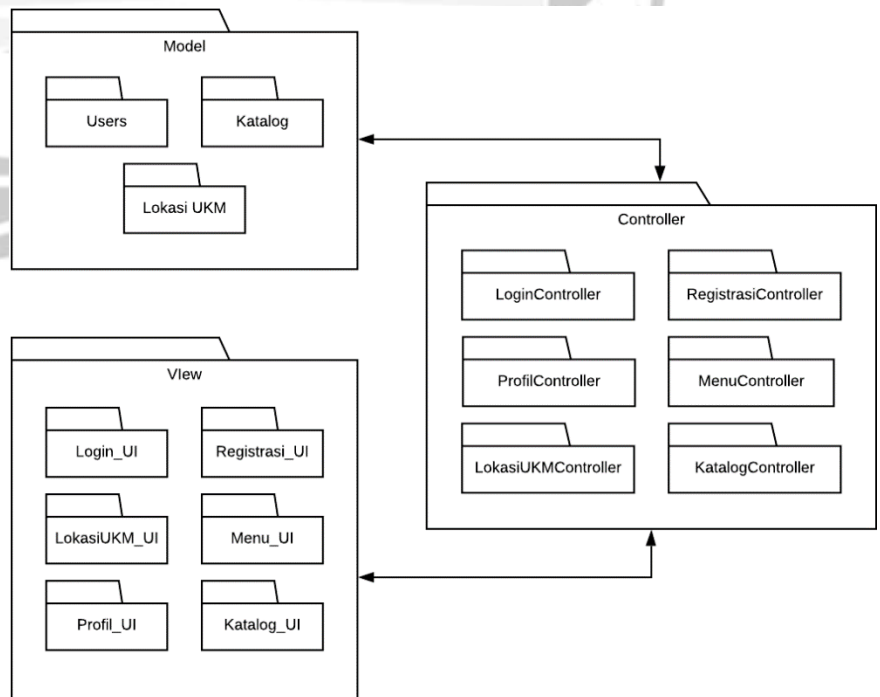 Model
Users
Katalog
Lokasi UKM
Controller
LoginController
RegistrasiController
ProfilController
MenuController
LokasiUKMController
KatalogController
VIew
Login_UI
Registrasi_UI
LokasiUKM_UI
Menu_UI
Profil_UI
Katalog_UI